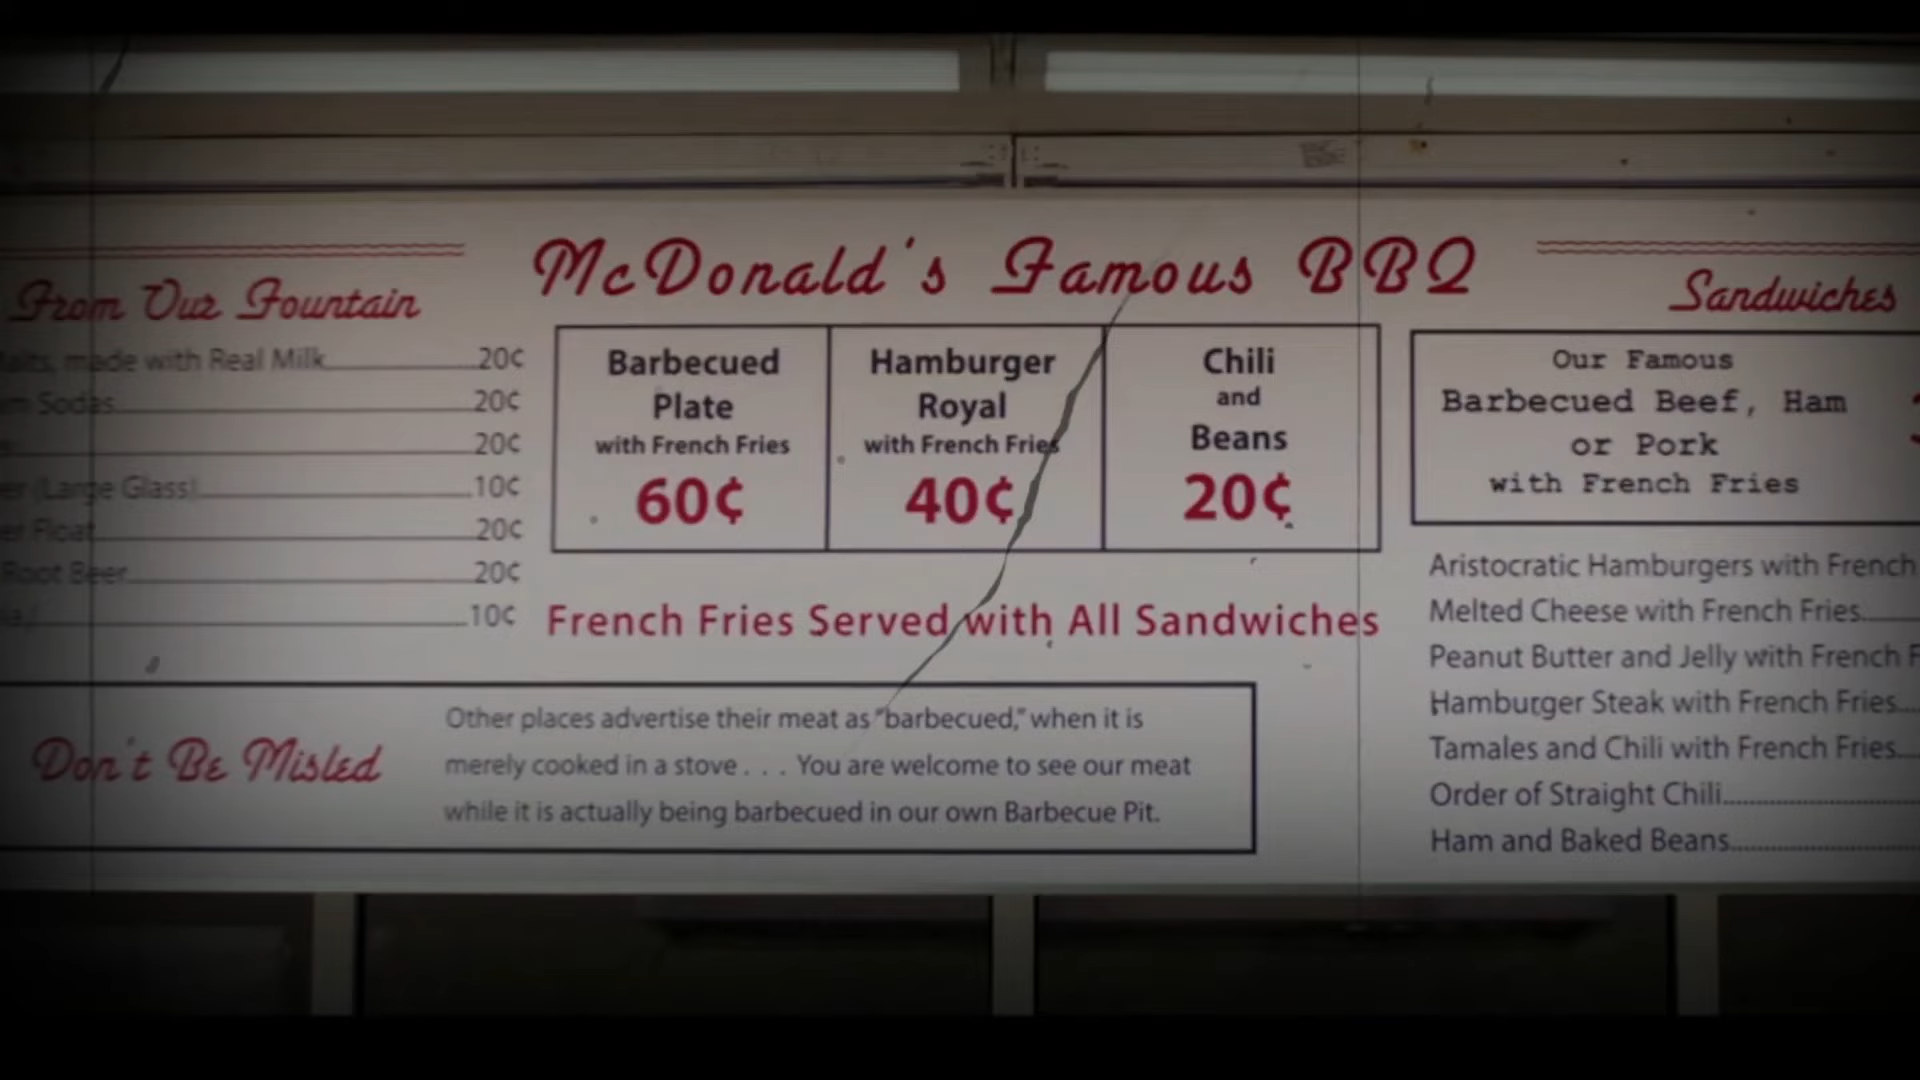 McDonald's Famous BBQ
From Our Fountain
made with Real Milk 20¢
Sodas 20¢
20¢
(Large Glass) 10¢
Float 20¢
Root Beer 20¢
10¢
Barbecued
Plate
with French Fries
60¢
Hamburger
Royal
with French Fries
40¢
Chili
and
Beans
20¢
French Fries Served with All Sandwiches
Don't Be Misled
Other places advertise their meat as "barbecued," when it is
merely cooked in a stove . . . You are welcome to see our meat
while it is actually being barbecued in our own Barbecue Pit.
Sandwiches
Our Famous
Barbecued Beef, Ham
or Pork
with French Fries
Aristocratic Hamburgers with French
Melted Cheese with French Fries
Peanut Butter and Jelly with French
Hamburger Steak with French Fries
Tamales and Chili with French Fries
Order of Straight Chili
Ham and Baked Beans